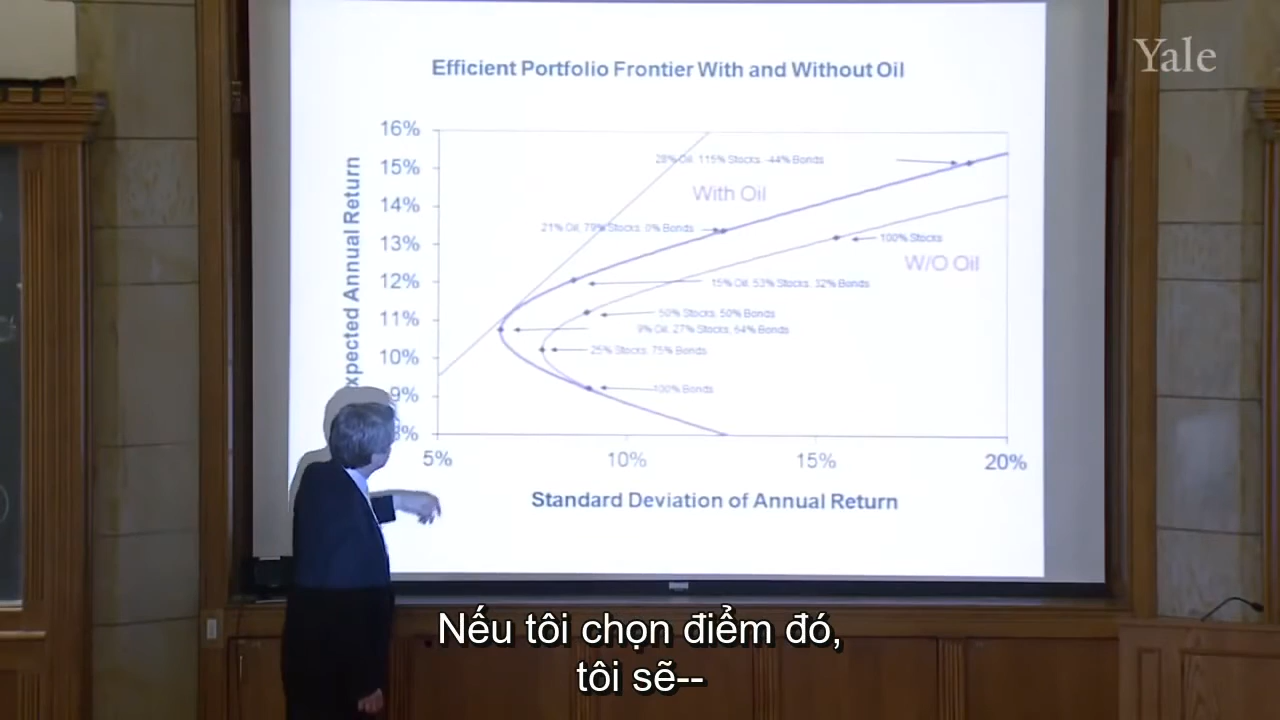 Yale
Efficient Portfolio Frontier With and Without Oil
16%
28% Oil, 115% Stocks, -44% Bonds
15%
With Oil
14%
21% Oil, 79% Stocks, 0% Bonds
100% Stocks
13%
W/O Oil
12%
15% Oil, 53% Stocks, 32% Bonds
50% Stocks, 50% Bonds
11%
9% Oil, 27% Stocks, 64% Bonds
25% Stocks, 75% Bonds
10%
100% Bonds
9%
8%
xpected Annual Return
5%
10%
15%
20%
Standard Deviation of Annual Return
Nếu tôi chọn điểm đó,
tôi sẽ--